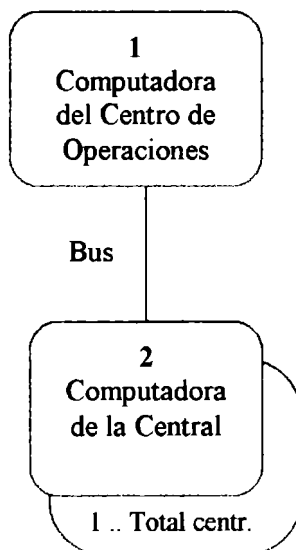 1
Computadora
del Centro de
Operaciones
Bus
2
Computadora
de la Central
1 .. Total centr.